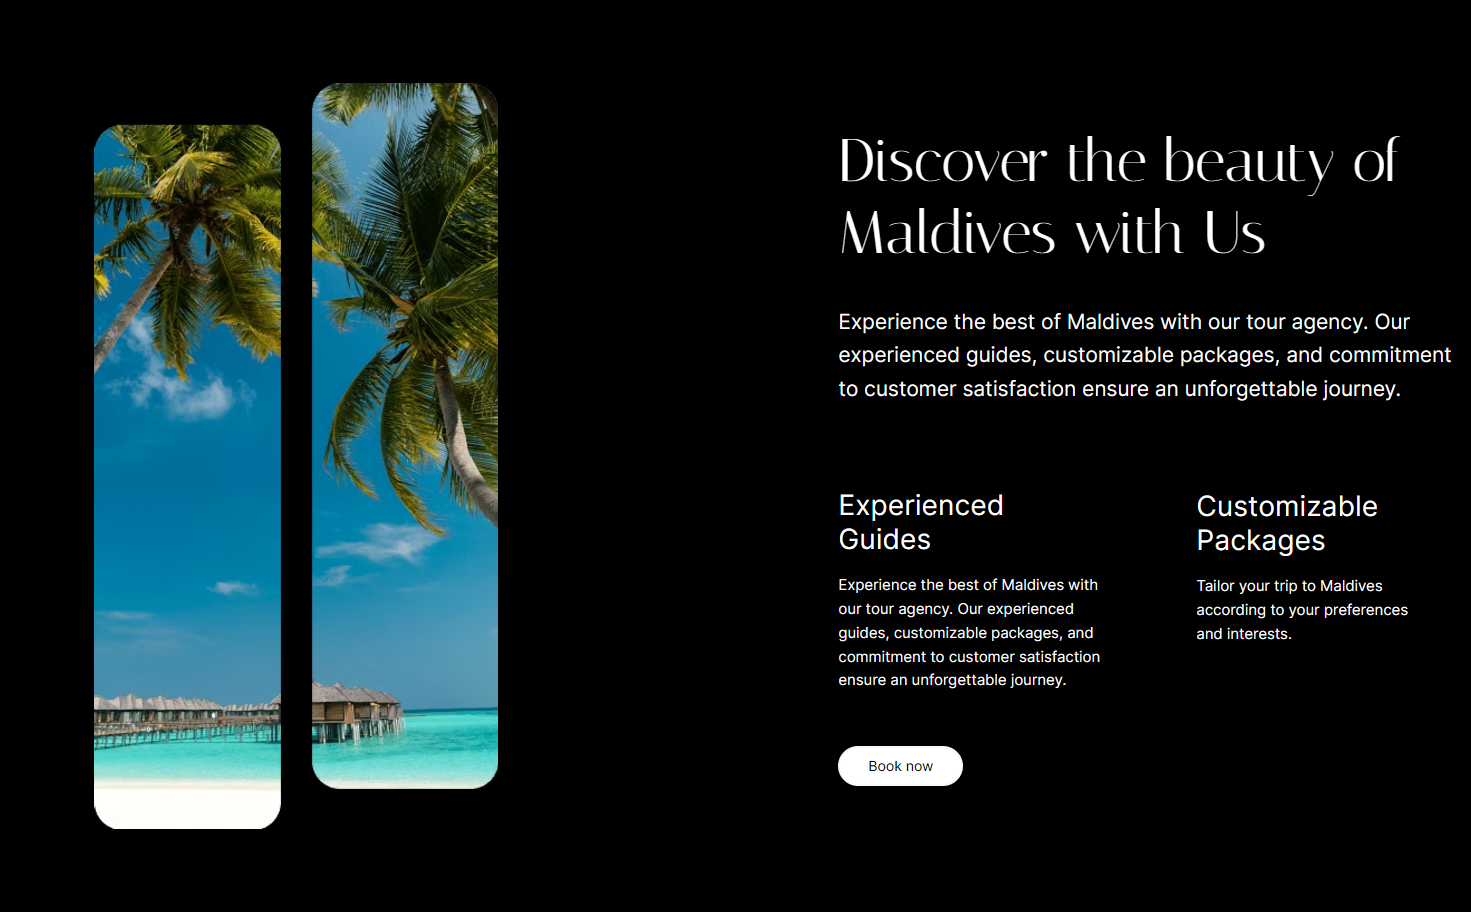 Discover the beauty of
Maldives with Us
Experience the best of Maldives with our tour agency. Our
experienced guides, customizable packages, and commitment
to customer satisfaction ensure an unforgettable journey.
Experienced
Guides
Experience the best of Maldives with
our tour agency. Our experienced
guides, customizable packages, and
commitment to customer satisfaction
ensure an unforgettable journey.
Customizable
Packages
Tailor your trip to Maldives
according to your preferences
and interests.
Book now